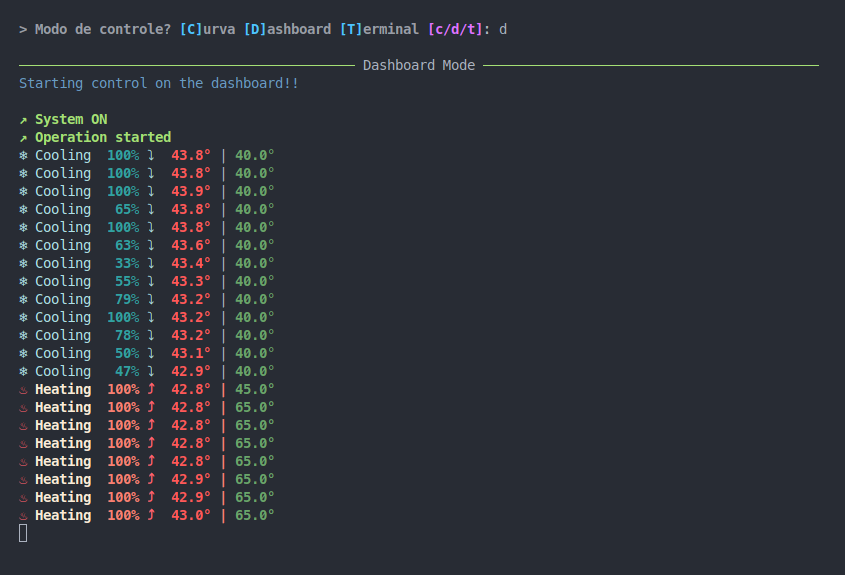 > Modo de controle? [C]urva [D]ashboard [T]erminal [c/d/t]: d
Dashboard Mode
Starting control on the dashboard!!
↗ System ON
↗ Operation started
❄ Cooling 100% ⤵ 43.8° | 40.0°
❄ Cooling 100% ⤵ 43.8° | 40.0°
❄ Cooling 100% ⤵ 43.9° | 40.0°
❄ Cooling 65% ⤵ 43.8° | 40.0°
❄ Cooling 100% ⤵ 43.8° | 40.0°
❄ Cooling 63% ⤵ 43.6° | 40.0°
❄ Cooling 33% ⤵ 43.4° | 40.0°
❄ Cooling 55% ⤵ 43.3° | 40.0°
❄ Cooling 79% ⤵ 43.2° | 40.0°
❄ Cooling 100% ⤵ 43.2° | 40.0°
❄ Cooling 78% ⤵ 43.2° | 40.0°
❄ Cooling 50% ⤵ 43.1° | 40.0°
❄ Cooling 47% ⤵ 42.9° | 40.0°
♨ Heating 100% ⤴ 42.8° | 45.0°
♨ Heating 100% ⤴ 42.8° | 65.0°
♨ Heating 100% ⤴ 42.8° | 65.0°
♨ Heating 100% ⤴ 42.8° | 65.0°
♨ Heating 100% ⤴ 42.8° | 65.0°
♨ Heating 100% ⤴ 42.9° | 65.0°
♨ Heating 100% ⤴ 42.9° | 65.0°
♨ Heating 100% ⤴ 43.0° | 65.0°